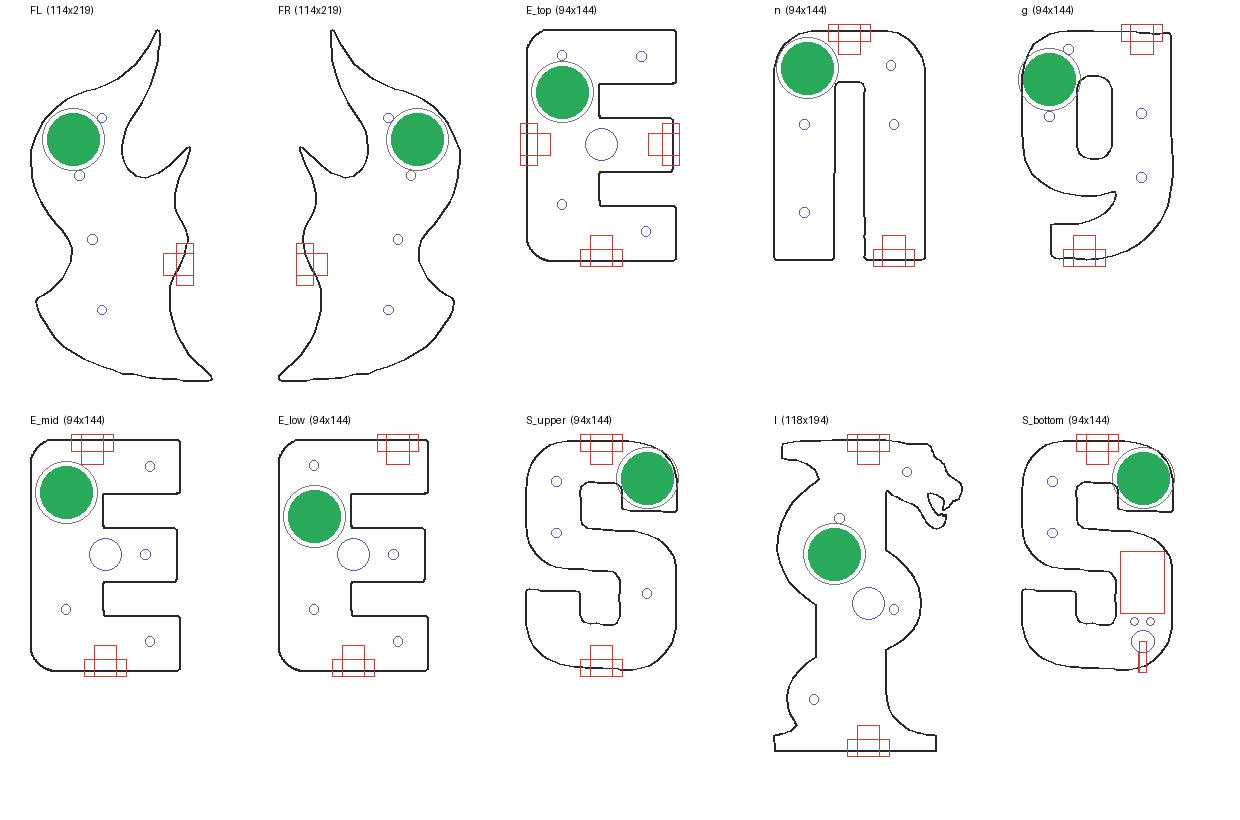 FL (114x219)
FR (114x219)
E_top (94x144)
n (94x144)
g (94x144)
E_mid (94x144)
E_low (94x144)
S_upper (94x144)
I (118x194)
S_bottom (94x144)